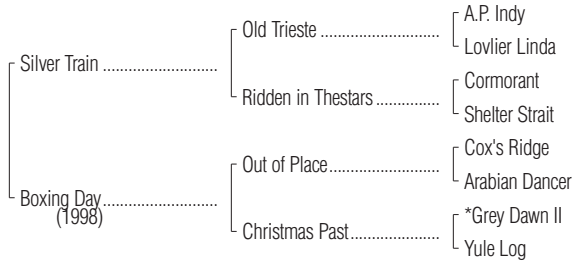 A.P. Indy
Old Trieste ..............................
Lovlier Linda
Silver Train ............................
Cormorant
Ridden in Thestars ................
Shelter Strait
Cox's Ridge
Out of Place............................
Arabian Dancer
Boxing Day............................
(1998)
*Grey Dawn II
Christmas Past.......................
Yule Log